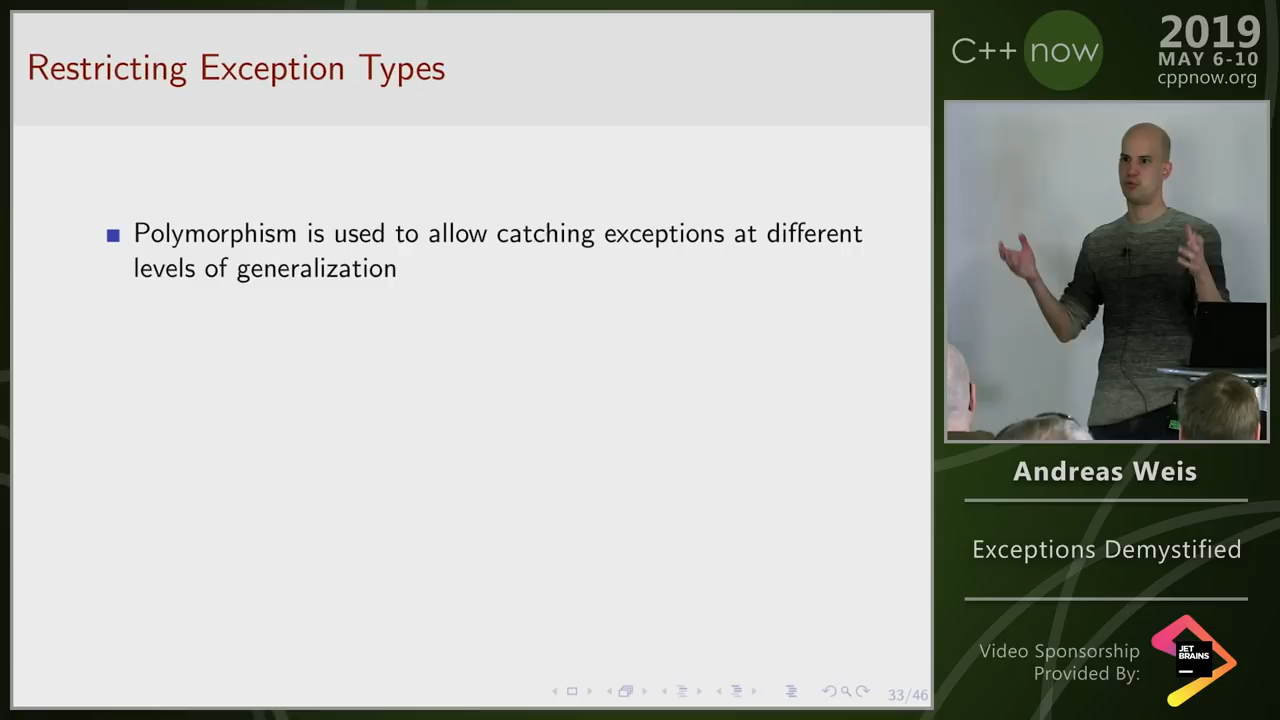 Restricting Exception Types
Polymorphism is used to allow catching exceptions at different
levels of generalization
33/46
C++ now
2019
MAY 6-10
cppnow.org
Andreas Weis
Exceptions Demystified
Video Sponsorship
Provided By:
JET
BRAINS